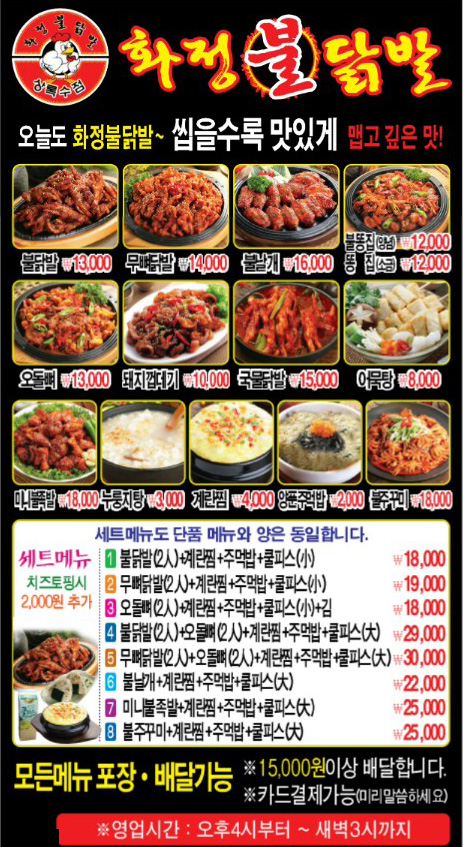 화정불닭발
상록수점
화정불닭발
오늘도 화정불닭발~ 씹을수록 맛있게 맵고 깊은 맛!
불닭발 ₩13,000 무뼈닭발 ₩14,000 불날개 ₩16,000 불똥집(양념) ₩12,000
똥 집(소금) ₩12,000
오돌뼈 ₩13,000 돼지껍데기 ₩10,000 국물닭발 ₩15,000 어묵탕 ₩8,000
미니불족발 ₩18,000 누룽지탕 ₩3,000 계란찜 ₩4,000 양푼주먹밥 ₩2,000 불주꾸미 ₩18,000
세트메뉴도 단품 메뉴와 양은 동일합니다.
세트메뉴
치즈토핑시
2,000원 추가
1 불닭발(2人)+계란찜+주먹밥+쿨피스(小) ₩18,000
2 무뼈닭발(2人)+계란찜+주먹밥+쿨피스(小) ₩19,000
3 오돌뼈(2人)+계란찜+주먹밥+쿨피스(小)+김 ₩18,000
4 불닭발(2人)+오돌뼈(2人)+계란찜+주먹밥+쿨피스(大) ₩29,000
5 무뼈닭발(2人)+오돌뼈(2人)+계란찜+주먹밥+쿨피스(大) ₩30,000
6 불날개+계란찜+주먹밥+쿨피스(大) ₩22,000
7 미니불족발+계란찜+주먹밥+쿨피스(大) ₩25,000
8 불주꾸미+계란찜+주먹밥+쿨피스(大) ₩25,000
모든메뉴 포장·배달가능
※15,000원이상 배달합니다.
※카드결제가능(미리말씀하세요)
※영업시간 : 오후4시부터 ~ 새벽3시까지